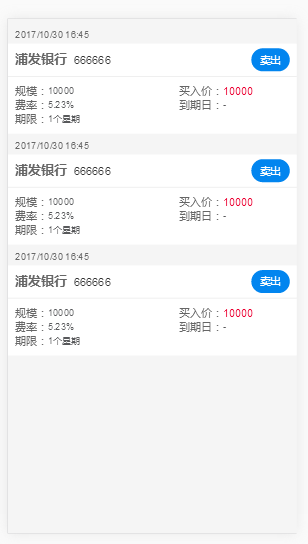 2017/10/30 16:45
浦发银行 666666 卖出
规模：10000 买入价：10000
费率：5.23% 到期日：-
期限：1个星期
2017/10/30 16:45
浦发银行 666666 卖出
规模：10000 买入价：10000
费率：5.23% 到期日：-
期限：1个星期
2017/10/30 16:45
浦发银行 666666 卖出
规模：10000 买入价：10000
费率：5.23% 到期日：-
期限：1个星期